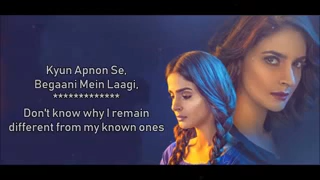 Kyun Apnon Se,
Begaani Mein Laagi,
*************
Don't know why I remain
different from my known ones